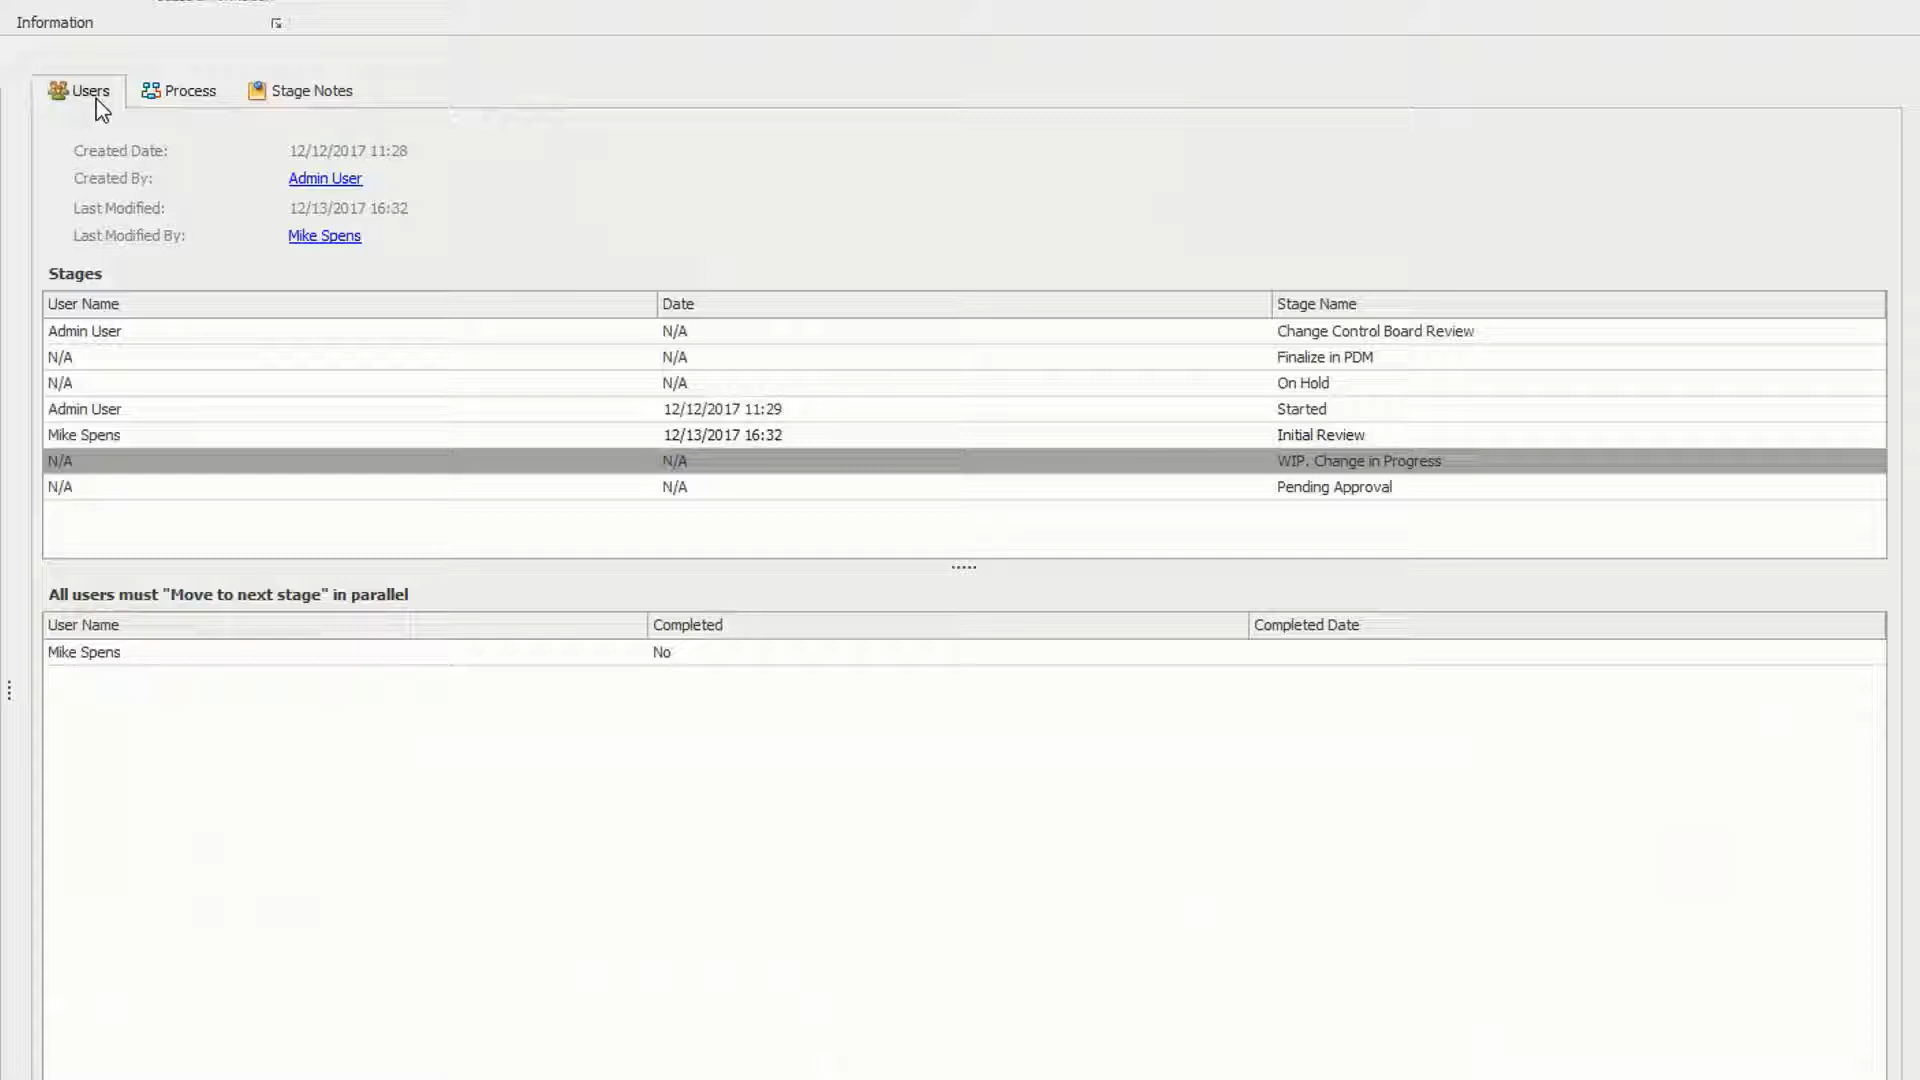 Information
Users Process Stage Notes
Created Date: 12/12/2017 11:28
Created By: Admin User
Last Modified: 12/13/2017 16:32
Last Modified By: Mike Spens
Stages
User Name Date Stage Name
Admin User N/A Change Control Board Review
N/A N/A Finalize in PDM
N/A N/A On Hold
Admin User 12/12/2017 11:29 Started
Mike Spens 12/13/2017 16:32 Initial Review
N/A N/A WIP. Change in Progress
N/A N/A Pending Approval
All users must "Move to next stage" in parallel
User Name Completed Completed Date
Mike Spens No